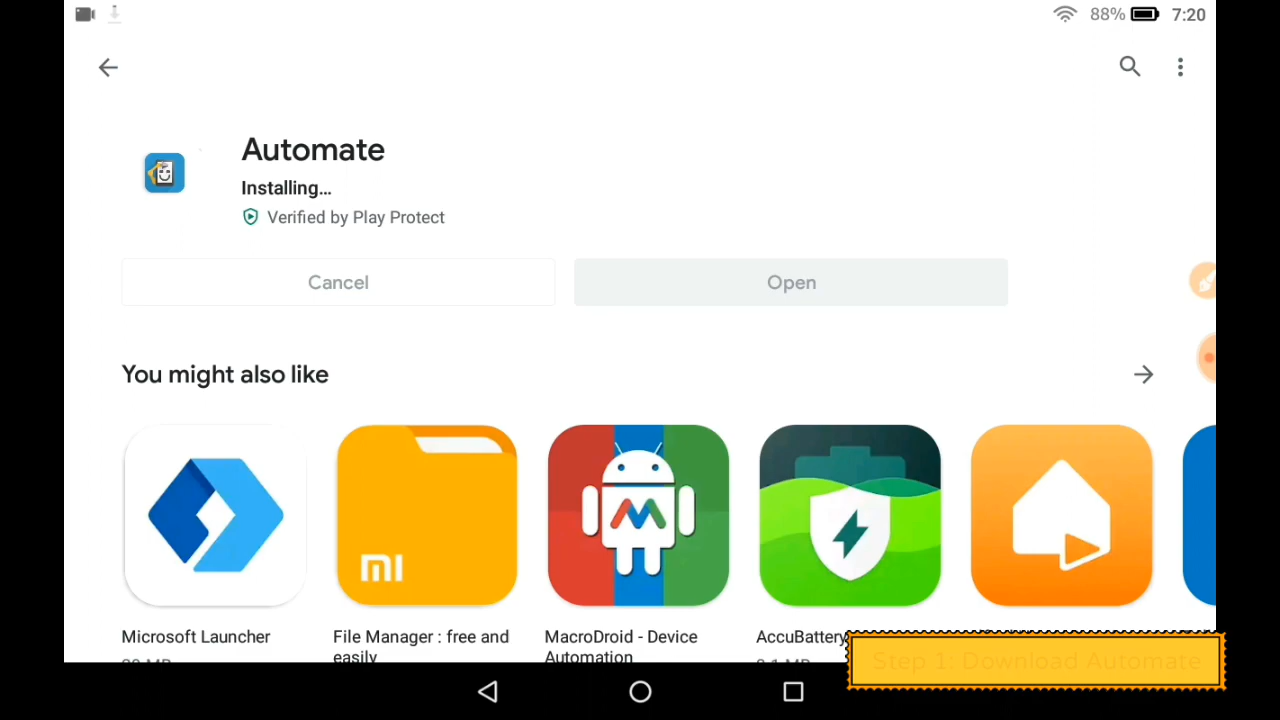 88% 7:20
Automate
Installing...
Verified by Play Protect
Cancel
Open
You might also like
mi
M
Microsoft Launcher
File Manager : free and
easily
MacroDroid - Device
Automation
AccuBattery
Step 1: Download Automate